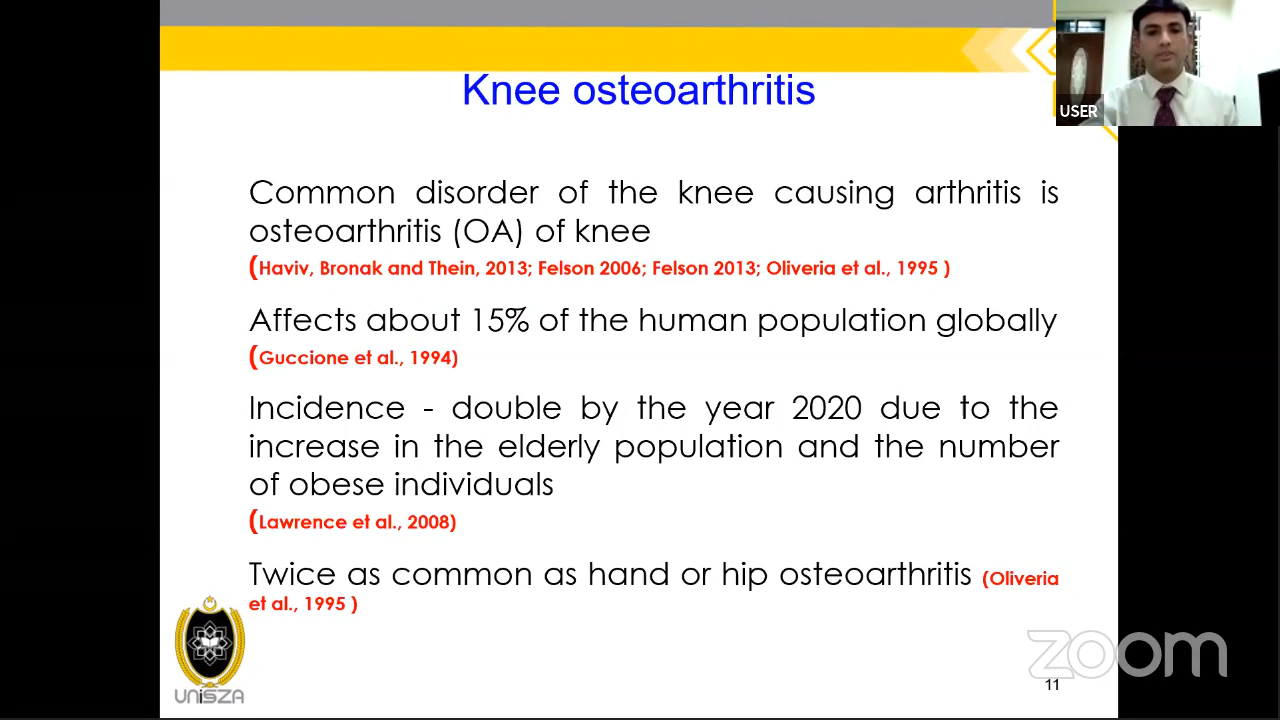 Knee osteoarthritis
USER
Common disorder of the knee causing arthritis is
osteoarthritis (OA) of knee
(Haviv, Bronak and Thein, 2013; Felson 2006; Felson 2013; Oliveria et al., 1995 )
Affects about 15% of the human population globally
(Guccione et al., 1994)
Incidence - double by the year 2020 due to the
increase in the elderly population and the number
of obese individuals
(Lawrence et al., 2008)
Twice as common as hand or hip osteoarthritis (Oliveria
et al., 1995 )
UNISZA
zoom
11